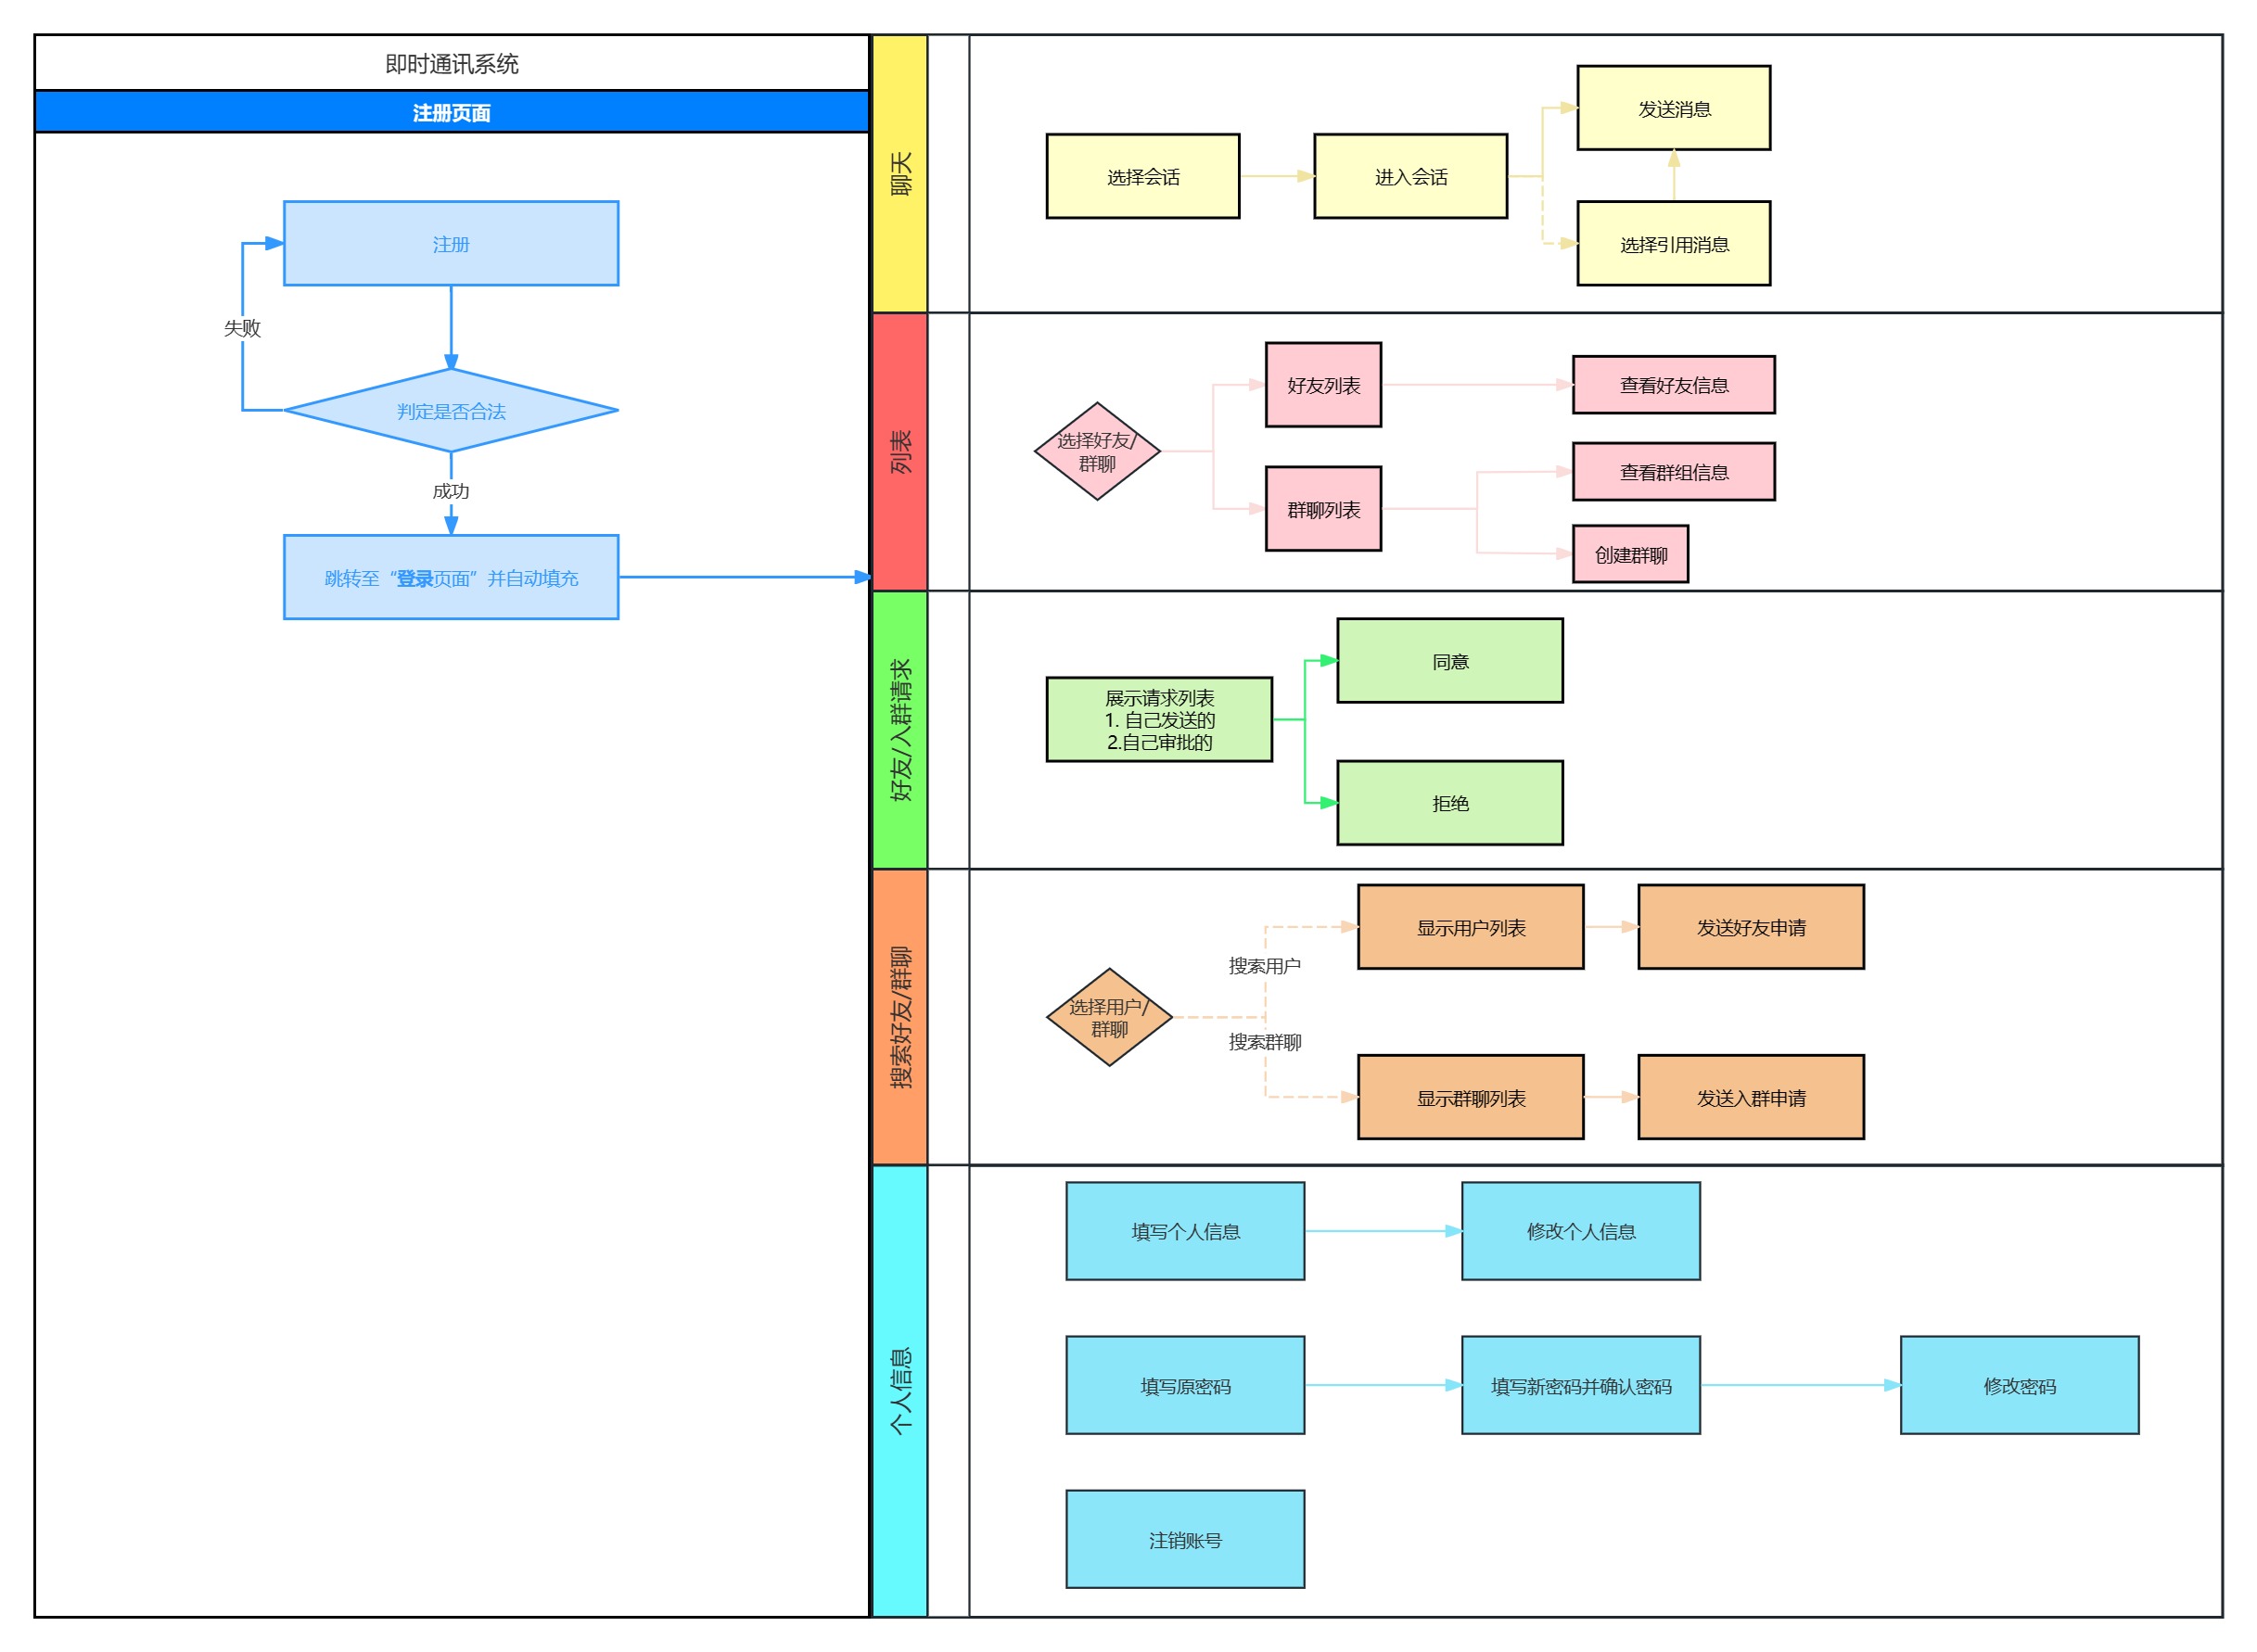 即时通讯系统
注册页面
注册
失败
判定是否合法
成功
跳转至“登录页面”并自动填充
聊天
选择会话
进入会话
发送消息
选择引用消息
列表
选择好友/
群聊
好友列表
查看好友信息
群聊列表
查看群组信息
创建群聊
好友/入群请求
展示请求列表
1. 自己发送的
2.自己审批的
同意
拒绝
搜索好友/群聊
选择用户/
群聊
搜索用户
显示用户列表
发送好友申请
搜索群聊
显示群聊列表
发送入群申请
个人信息
填写个人信息
修改个人信息
填写原密码
填写新密码并确认密码
修改密码
注销账号